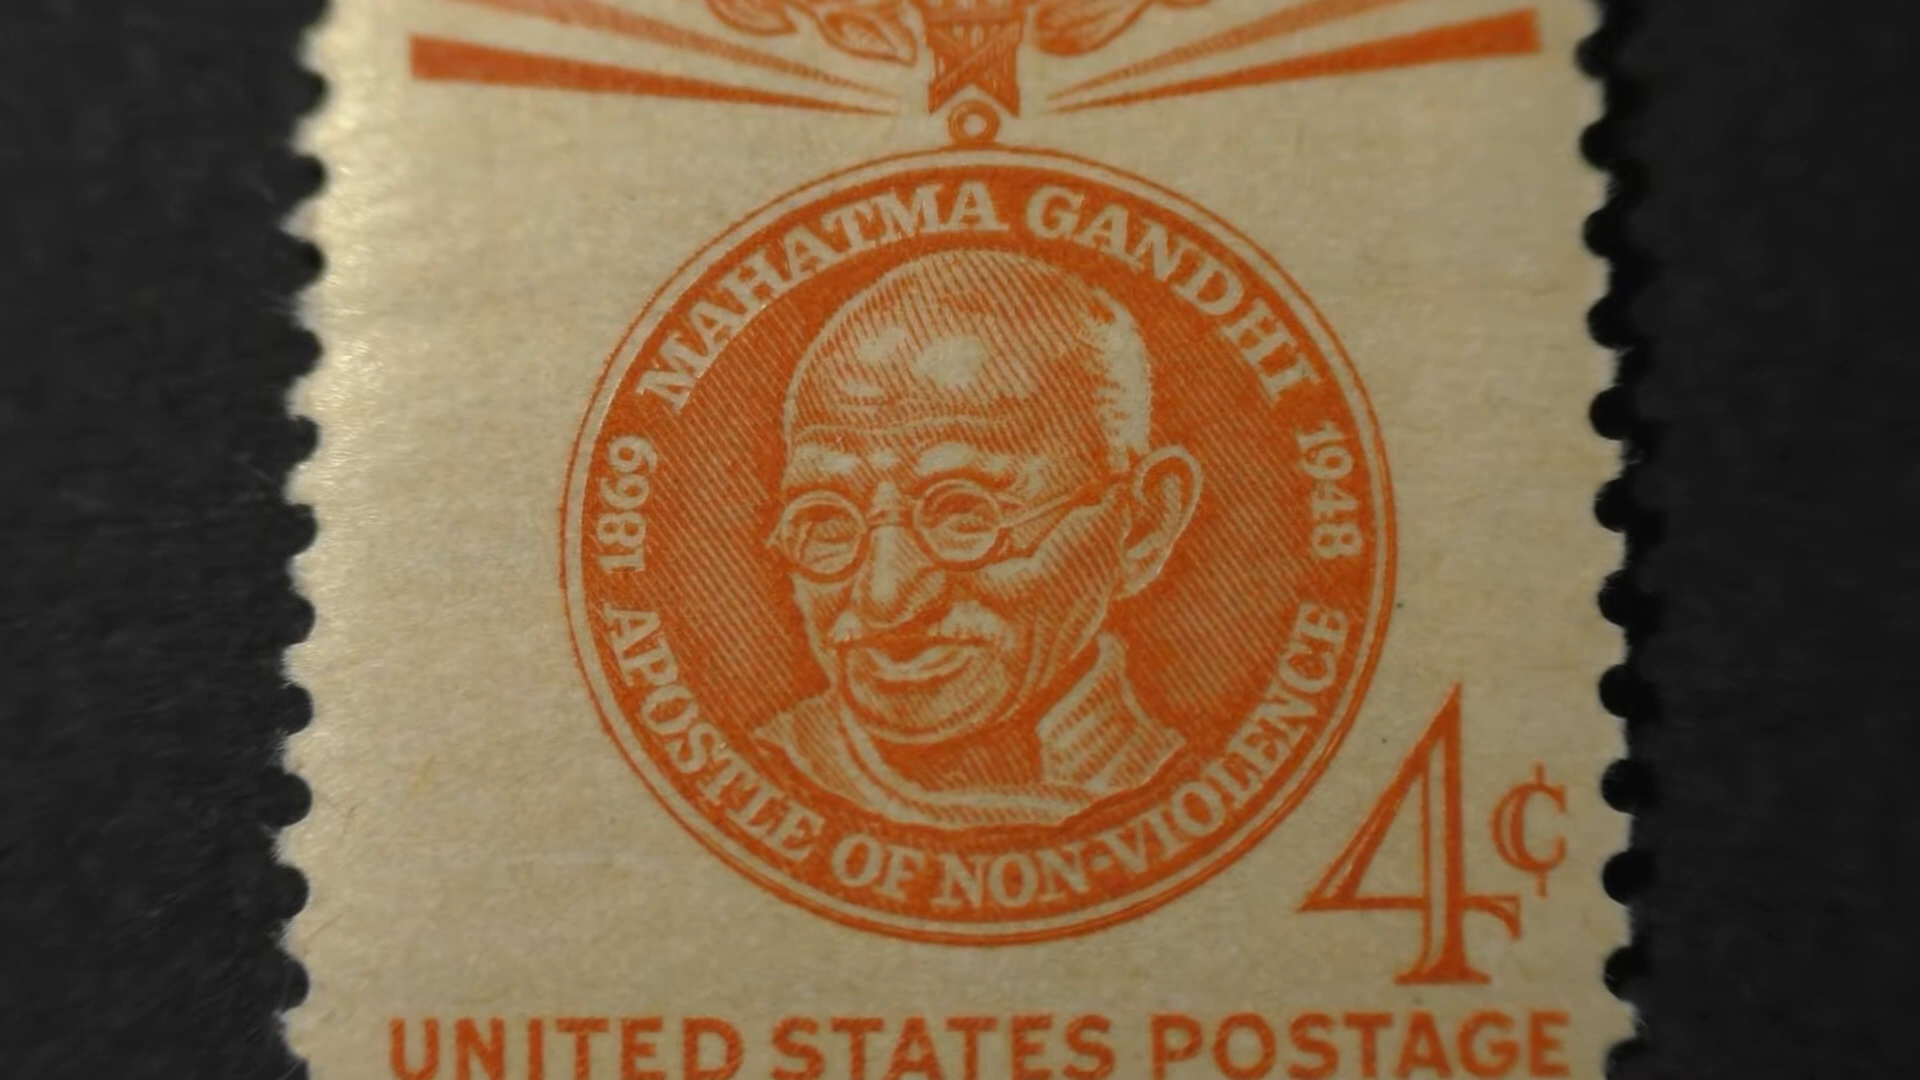 MAHATMA GANDHI
1869
1948
APOSTLE OF NON-VIOLENCE
4¢
UNITED STATES POSTAGE